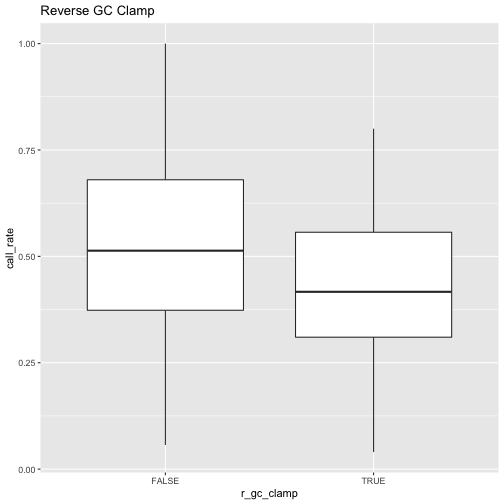 Reverse GC Clamp
1.00
0.75
0.50
0.25
0.00
call_rate
FALSE TRUE
r_gc_clamp